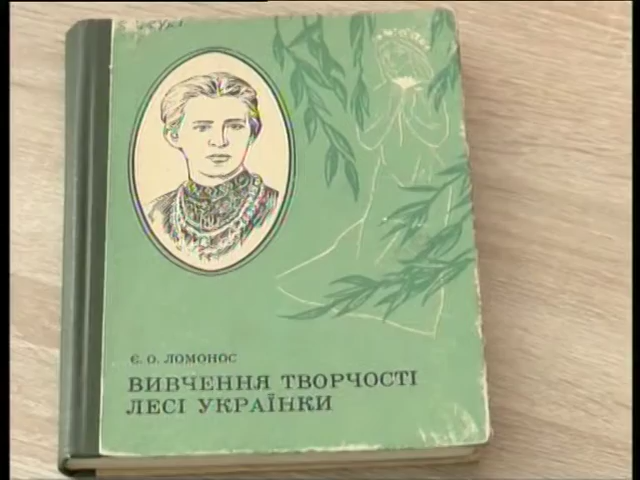 Є. О. ЛОМОНОС
ВИВЧЕННЯ ТВОРЧОСТІ
ЛЕСІ УКРАЇНКИ